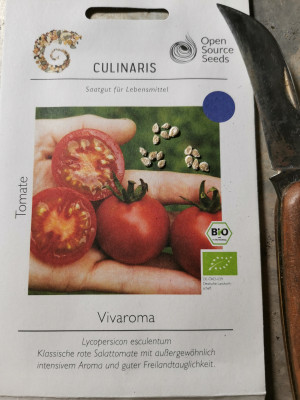 CULINARIS
Saatgut für Lebensmittel
Open
Source
Seeds
Tomate
BIO
Vivaroma
Lycopersicon esculentum
Klassische rote Salattomate mit außergewöhnlich
intensivem Aroma und guter Freilandtauglichkeit.